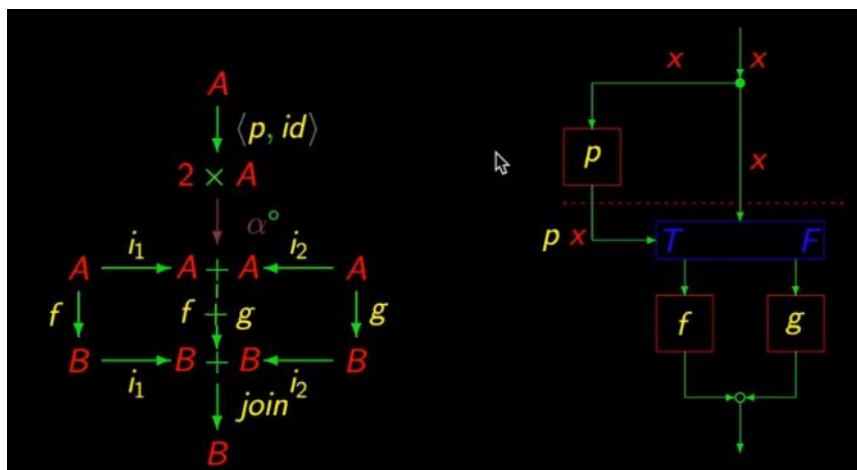 A
⟨p, id⟩
2 × A
α°
i₁ i₂
A A + A A
f f + g g
B B + B B
i₁ i₂
join
B
x x
p
x
p x
T F
f g